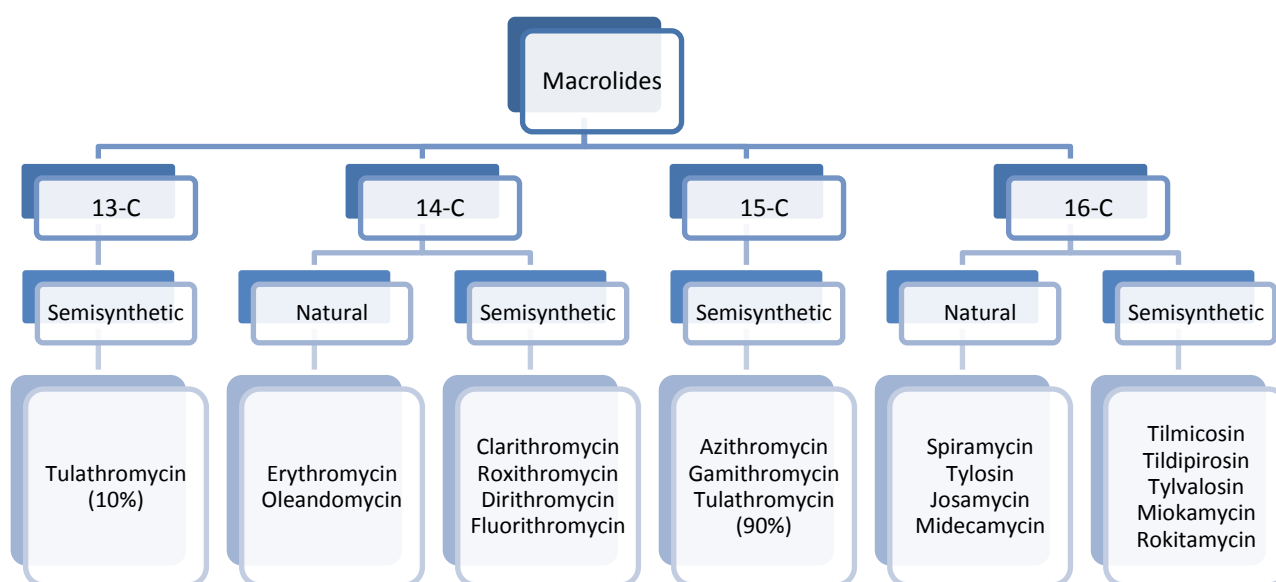 Macrolides
13-C
14-C
15-C
16-C
Semisynthetic
Natural
Semisynthetic
Semisynthetic
Natural
Semisynthetic
Tulathromycin
(10%)
Erythromycin
Oleandomycin
Clarithromycin
Roxithromycin
Dirithromycin
Fluorithromycin
Azithromycin
Gamithromycin
Tulathromycin
(90%)
Spiramycin
Tylosin
Josamycin
Midecamycin
Tilmicosin
Tildipirosin
Tylvalosin
Miokamycin
Rokitamycin